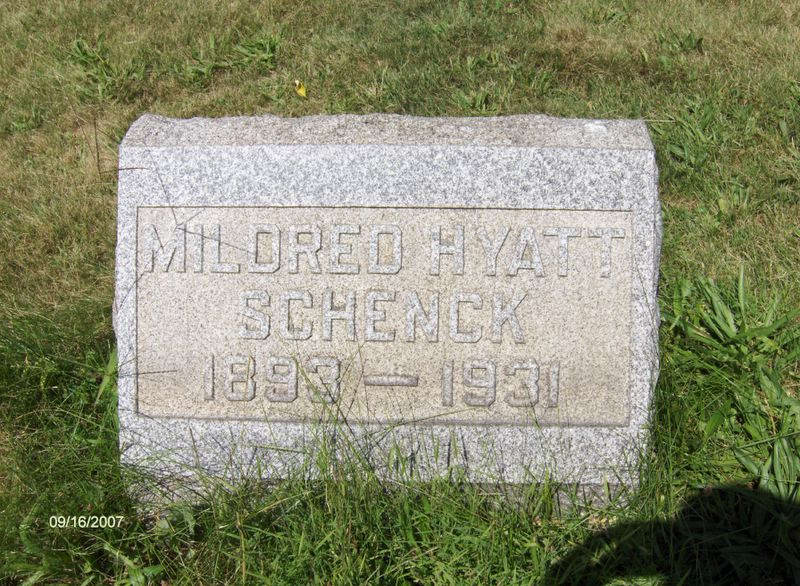 MILDRED HYATT
SCHENCK
1893 — 1931
09/16/2007